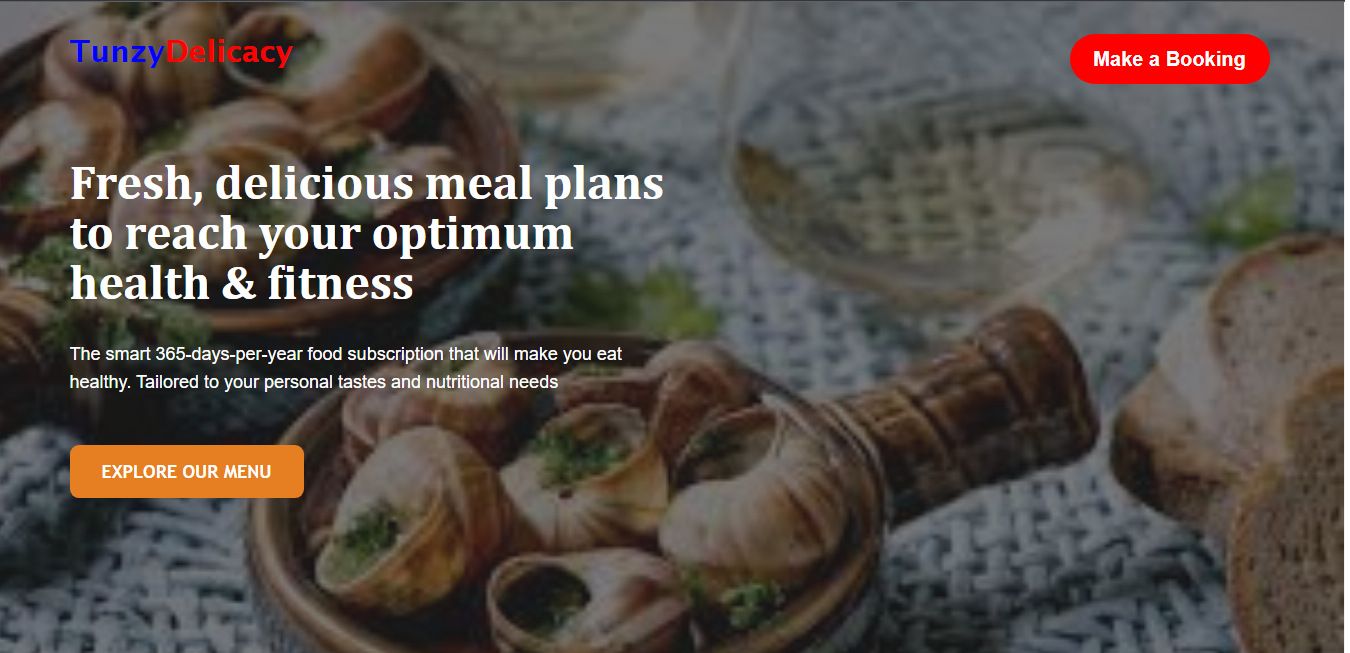 TunzyDelicacy
Make a Booking
Fresh, delicious meal plans
to reach your optimum
health & fitness
The smart 365-days-per-year food subscription that will make you eat
healthy. Tailored to your personal tastes and nutritional needs
EXPLORE OUR MENU